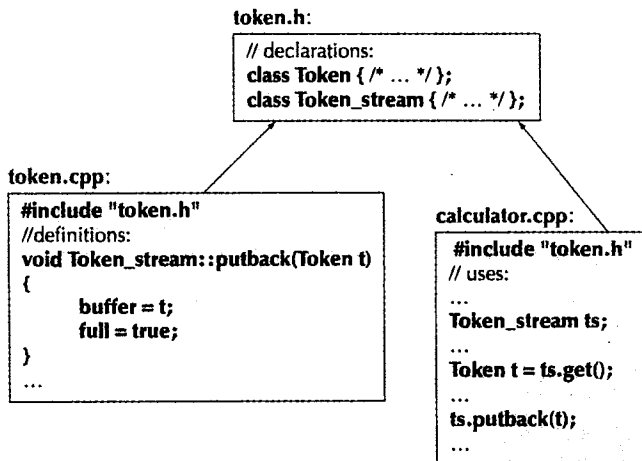 token.h:
// declarations:
class Token { /* ... */ };
class Token_stream { /* ... */ };
token.cpp:
#include "token.h"
//definitions:
void Token_stream::putback(Token t)
{
buffer = t;
full = true;
}
...
calculator.cpp:
#include "token.h"
// uses:
...
Token_stream ts;
...
Token t = ts.get();
...
ts.putback(t);
...